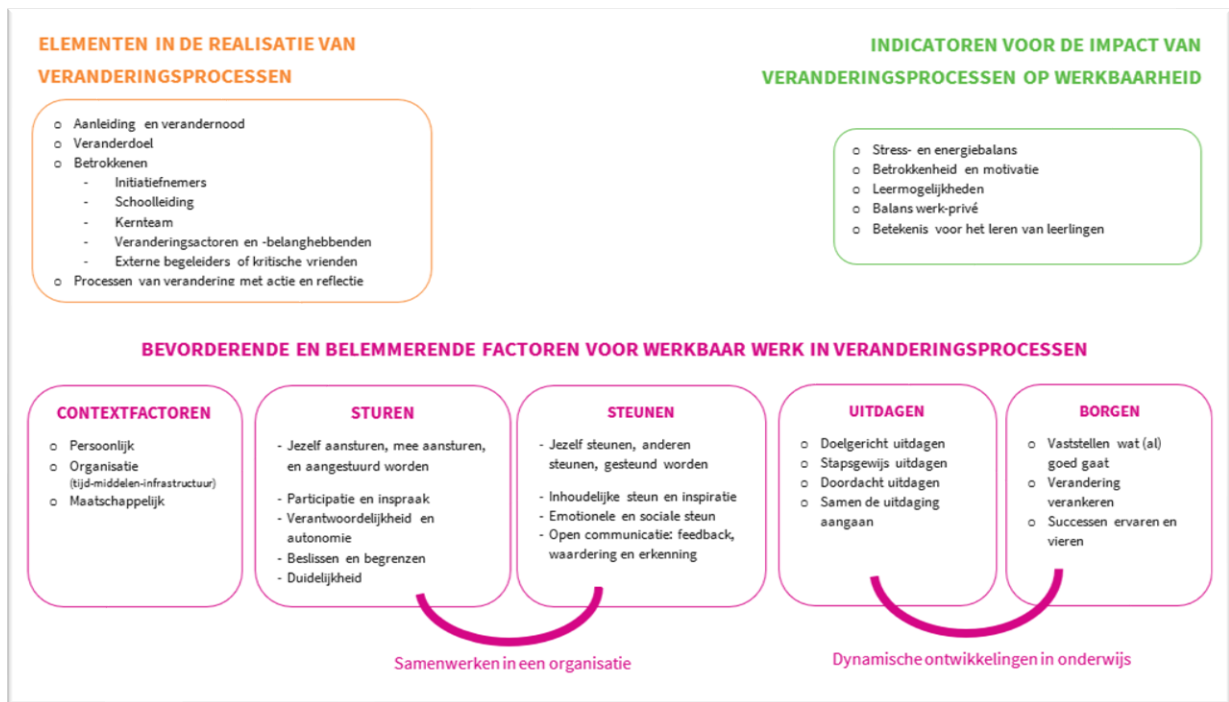 ELEMENTEN IN DE REALISATIE VAN
VERANDERINGSPROCESSEN
o Aanleiding en verandernood
o Veranderdoel
o Betrokkenen
- Initiatiefnemers
- Schoolleiding
- Kernteam
- Veranderingsactoren en -belanghebbenden
- Externe begeleiders of kritische vrienden
o Processen van verandering met actie en reflectie
INDICATOREN VOOR DE IMPACT VAN
VERANDERINGSPROCESSEN OP WERKBAARHEID
o Stress- en energiebalans
o Betrokkenheid en motivatie
o Leermogelijkheden
o Balans werk-privé
o Betekenis voor het leren van leerlingen
BEVORDERENDE EN BELEMMERENDE FACTOREN VOOR WERKBAAR WERK IN VERANDERINGSPROCESSEN
CONTEXTFACTOREN
o Persoonlijk
o Organisatie
(tijd-middelen-infrastructuur)
o Maatschappelijk
STUREN
- Jezelf aansturen, mee aansturen,
en aangestuurd worden
- Participatie en inspraak
- Verantwoordelijkheid en
autonomie
- Beslissen en begrenzen
- Duidelijkheid
STEUNEN
- Jezelf steunen, anderen
steunen, gesteund worden
- Inhoudelijke steun en inspiratie
- Emotionele en sociale steun
- Open communicatie: feedback,
waardering en erkenning
UITDAGEN
o Doelgericht uitdagen
o Stapsgewijs uitdagen
o Doordacht uitdagen
o Samen de uitdaging
aangaan
BORGEN
o Vaststellen wat (al)
goed gaat
o Verandering
verankeren
o Successen ervaren en
vieren
Samenwerken in een organisatie
Dynamische ontwikkelingen in onderwijs